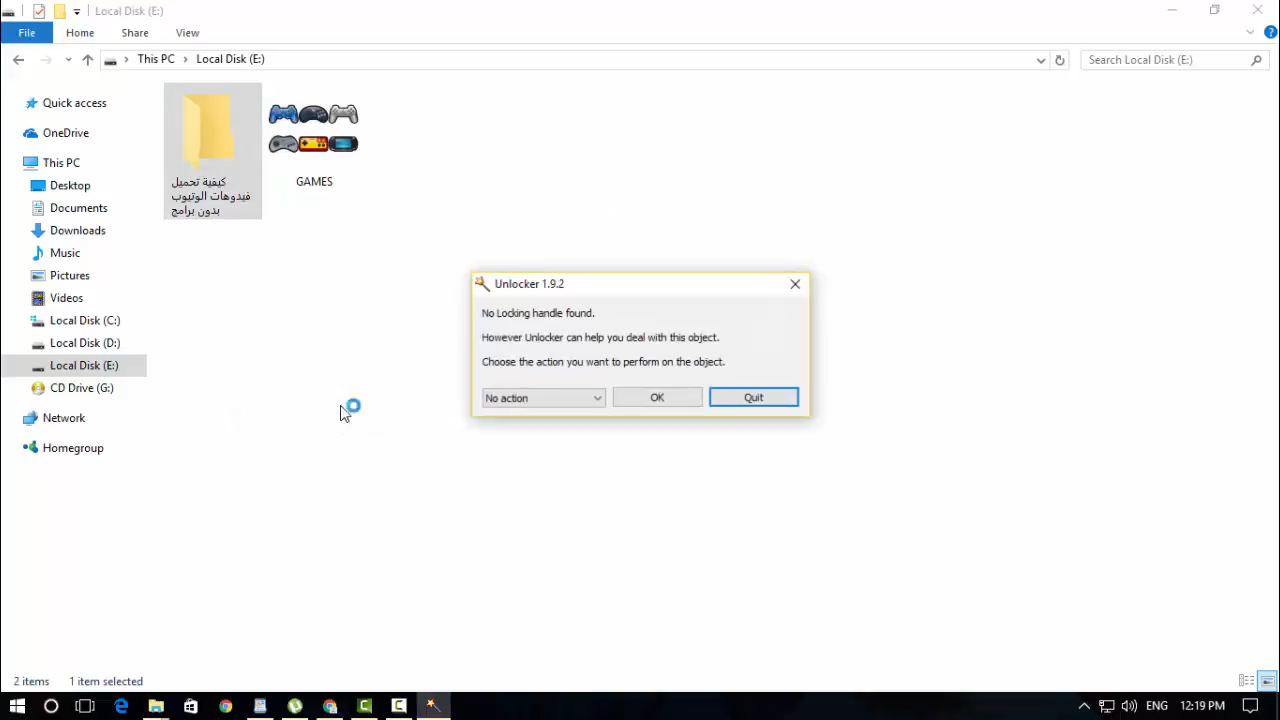 Local Disk (E:)
File
Home
Share
View
This PC
Local Disk (E:)
Search Local Disk (E:)
Quick access
OneDrive
This PC
Desktop
Documents
Downloads
Music
Pictures
Videos
Local Disk (C:)
Local Disk (D:)
Local Disk (E:)
CD Drive (G:)
Network
Homegroup
كيفية تحميل
فيدوهات الوتيوب
بدون برامج
GAMES
Unlocker 1.9.2
No Locking handle found.
However Unlocker can help you deal with this object.
Choose the action you want to perform on the object.
No action
OK
Quit
2 items
1 item selected
ENG
12:19 PM